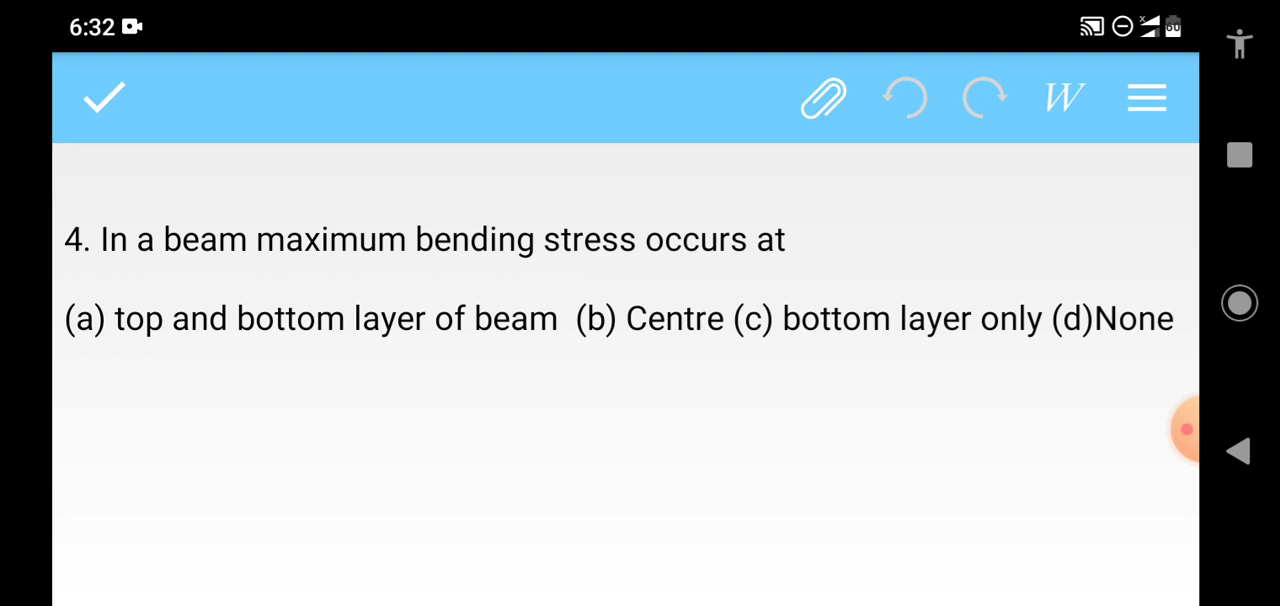 6:32
60
W
4. In a beam maximum bending stress occurs at
(a) top and bottom layer of beam (b) Centre (c) bottom layer only (d)None